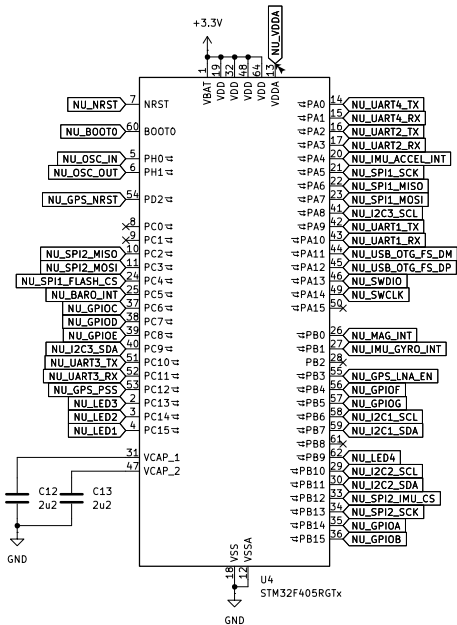 +3.3V
NU_VDDA
1 19 32 48 64 13
VBAT VDD VDD VDD VDD VDDA
NU_NRST 7 NRST
NU_BOOT0 60 BOOT0
NU_OSC_IN 5 PH0
NU_OSC_OUT 6 PH1
NU_GPS_NRST 54 PD2
8 PC0
9 PC1
NU_SPI2_MISO 10 PC2
NU_SPI2_MOSI 11 PC3
NU_SPI1_FLASH_CS 24 PC4
NU_BARO_INT 25 PC5
NU_GPIOC 37 PC6
NU_GPIOD 38 PC7
NU_GPIOE 39 PC8
NU_I2C3_SDA 40 PC9
NU_UART3_TX 51 PC10
NU_UART3_RX 52 PC11
NU_GPS_PSS 53 PC12
NU_LED3 2 PC13
NU_LED2 3 PC14
NU_LED1 4 PC15
31 VCAP_1
47 VCAP_2
C12
2u2
C13
2u2
GND
PA0 14 NU_UART4_TX
PA1 15 NU_UART4_RX
PA2 16 NU_UART2_TX
PA3 17 NU_UART2_RX
PA4 20 NU_IMU_ACCEL_INT
PA5 21 NU_SPI1_SCK
PA6 22 NU_SPI1_MISO
PA7 23 NU_SPI1_MOSI
PA8 41 NU_I2C3_SCL
PA9 42 NU_UART1_TX
PA10 43 NU_UART1_RX
PA11 44 NU_USB_OTG_FS_DM
PA12 45 NU_USB_OTG_FS_DP
PA13 46 NU_SWDIO
PA14 49 NU_SWCLK
PA15 50
PB0 26 NU_MAG_INT
PB1 27 NU_IMU_GYRO_INT
PB2 28
PB3 55 NU_GPS_LNA_EN
PB4 56 NU_GPIOF
PB5 57 NU_GPIOG
PB6 58 NU_I2C1_SCL
PB7 59 NU_I2C1_SDA
PB8 61
PB9 62 NU_LED4
PB10 29 NU_I2C2_SCL
PB11 30 NU_I2C2_SDA
PB12 33 NU_SPI2_IMU_CS
PB13 34 NU_SPI2_SCK
PB14 35 NU_GPIOA
PB15 36 NU_GPIOB
VSS VSSA
18 12
U4
STM32F405RGTx
GND